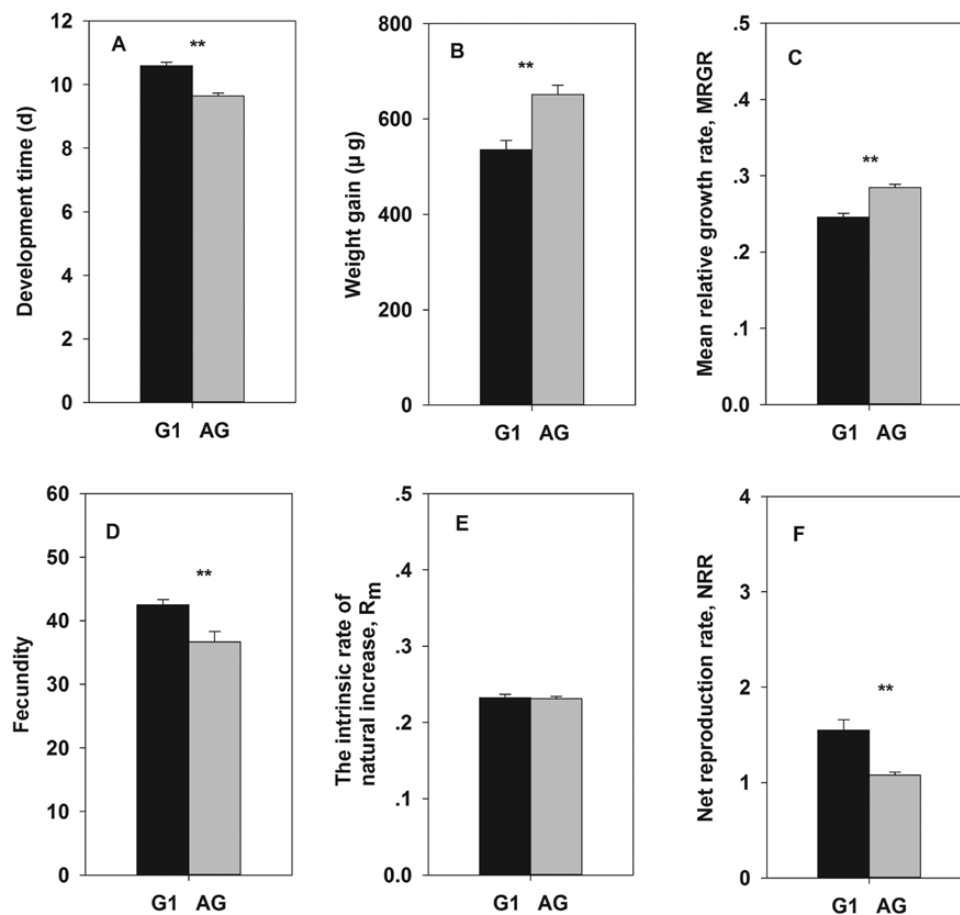 A
**
Development time (d)
12
10
8
6
4
2
0
G1 AG
B
**
Weight gain (µ g)
800
600
400
200
0
G1 AG
C
**
Mean relative growth rate, MRGR
.5
.4
.3
.2
.1
0.0
G1 AG
D
**
Fecundity
60
50
40
30
20
10
0
G1 AG
E
The intrinsic rate of
natural increase, Rm
.5
.4
.3
.2
.1
0.0
G1 AG
F
**
Net reproduction rate, NRR
4
3
2
1
0
G1 AG